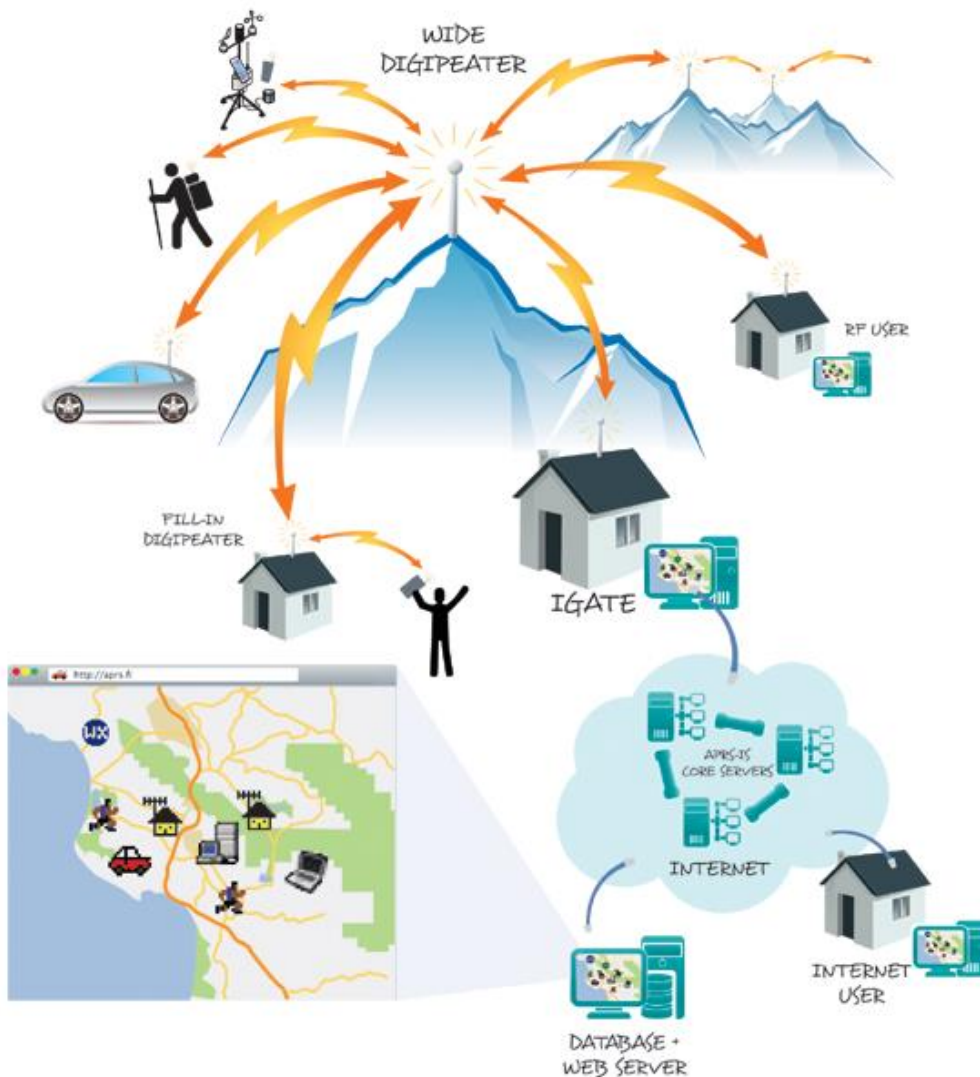 WIDE
DIGIPEATER
RF USER
FILL-IN
DIGIPEATER
IGATE
http://aprs.fi
WX
APRS-IS
CORE SERVERS
INTERNET
INTERNET
USER
DATABASE +
WEB SERVER